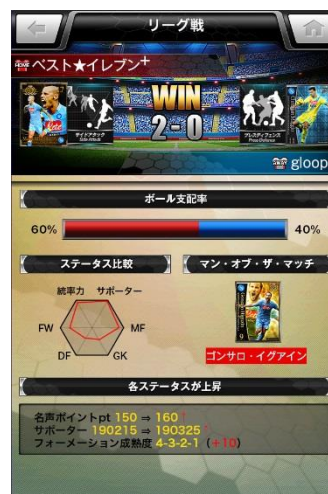 リーグ戦
HOME ベスト★イレブン+
WIN
2-0
サイドアタック
Side Attack
プレスディフェンス
Press Defence
gloop
ボール支配率
60%
40%
ステータス比較
マン・オブ・ザ・マッチ
統率力 サポーター
FW
MF
DF
GK
ゴンサロ・イグアイン
各ステータスが上昇
名声ポイントpt 150 ⇒ 160↑
サポーター 190215 ⇒ 190325↑
フォーメーション成熟度 4-3-2-1 (+10)